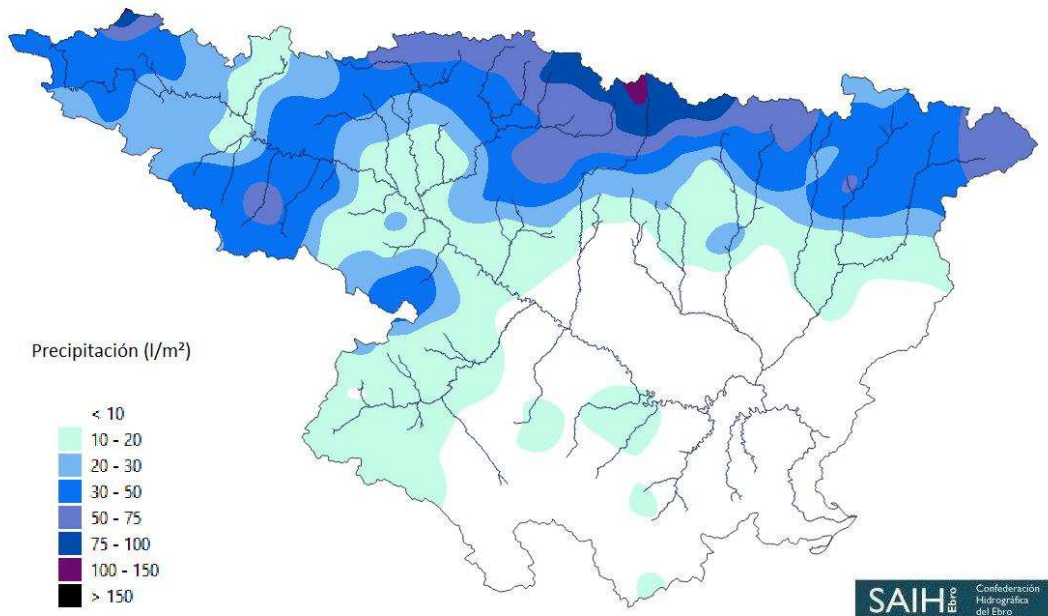 Precipitación (l/m²)
< 10
10 - 20
20 - 30
30 - 50
50 - 75
75 - 100
100 - 150
> 150
SAIH Ebro
Confederación
Hidrográfica
del Ebro